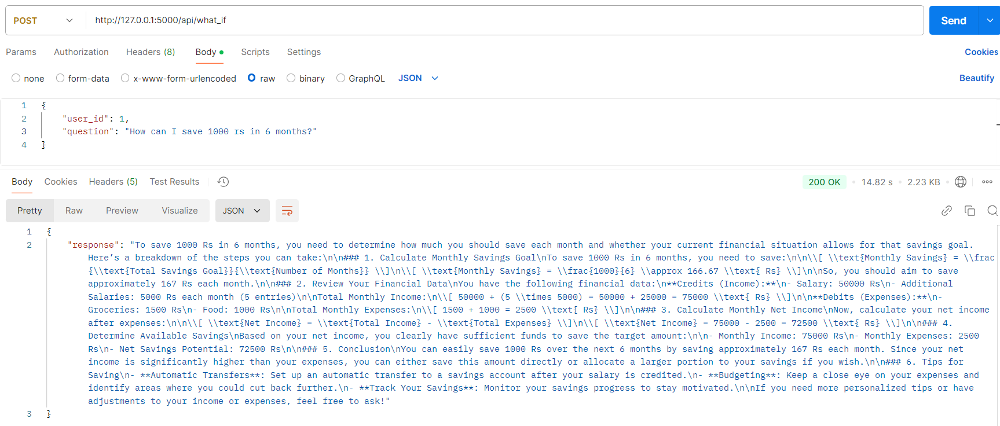 POST http://127.0.0.1:5000/api/what_if Send
Params Authorization Headers (8) Body Scripts Settings Cookies
none form-data x-www-form-urlencoded raw binary GraphQL JSON Beautify
1 {
2 "user_id": 1,
3 "question": "How can I save 1000 rs in 6 months?"
4 }
Body Cookies Headers (5) Test Results 200 OK 14.82 s 2.23 KB
Pretty Raw Preview Visualize JSON
1 {
2 "response": "To save 1000 Rs in 6 months, you need to determine how much you should save each month and whether your current financial situation allows for that savings goal.
Here’s a breakdown of the steps you can take:\n\n### 1. Calculate Monthly Savings Goal\nTo save 1000 Rs in 6 months, you need to save:\n\n\\[ \\text{Monthly Savings} = \\frac
{\\text{Total Savings Goal}}{\\text{Number of Months}} \\]\n\\[ \\text{Monthly Savings} = \\frac{1000}{6} \\approx 166.67 \\text{ Rs} \\]\n\nSo, you should aim to save
approximately 167 Rs each month.\n\n### 2. Review Your Financial Data\nYou have the following financial data:\n**Credits (Income):**\n- Salary: 50000 Rs\n- Additional
Salaries: 5000 Rs each month (5 entries)\n\nTotal Monthly Income:\n\\[ 50000 + (5 \\times 5000) = 50000 + 25000 = 75000 \\text{ Rs} \\]\n\n**Debits (Expenses):**\n-
Groceries: 1500 Rs\n- Food: 1000 Rs\n\nTotal Monthly Expenses:\n\\[ 1500 + 1000 = 2500 \\text{ Rs} \\]\n\n### 3. Calculate Monthly Net Income\nNow, calculate your net income
after expenses:\n\n\\[ \\text{Net Income} = \\text{Total Income} - \\text{Total Expenses} \\]\n\\[ \\text{Net Income} = 75000 - 2500 = 72500 \\text{ Rs} \\]\n\n### 4.
Determine Available Savings\nBased on your net income, you clearly have sufficient funds to save the target amount:\n\n- Monthly Income: 75000 Rs\n- Monthly Expenses: 2500
Rs\n- Net Savings Potential: 72500 Rs\n\n### 5. Conclusion\nYou can easily save 1000 Rs over the next 6 months by saving approximately 167 Rs each month. Since your net
income is significantly higher than your expenses, you can either save this amount directly or allocate a larger portion to your savings if you wish.\n\n### 6. Tips for
Saving\n- **Automatic Transfers**: Set up an automatic transfer to a savings account after your salary is credited.\n- **Budgeting**: Keep a close eye on your expenses and
identify areas where you could cut back further.\n- **Track Your Savings**: Monitor your savings progress to stay motivated.\n\nIf you need more personalized tips or have
adjustments to your income or expenses, feel free to ask!"
3 }